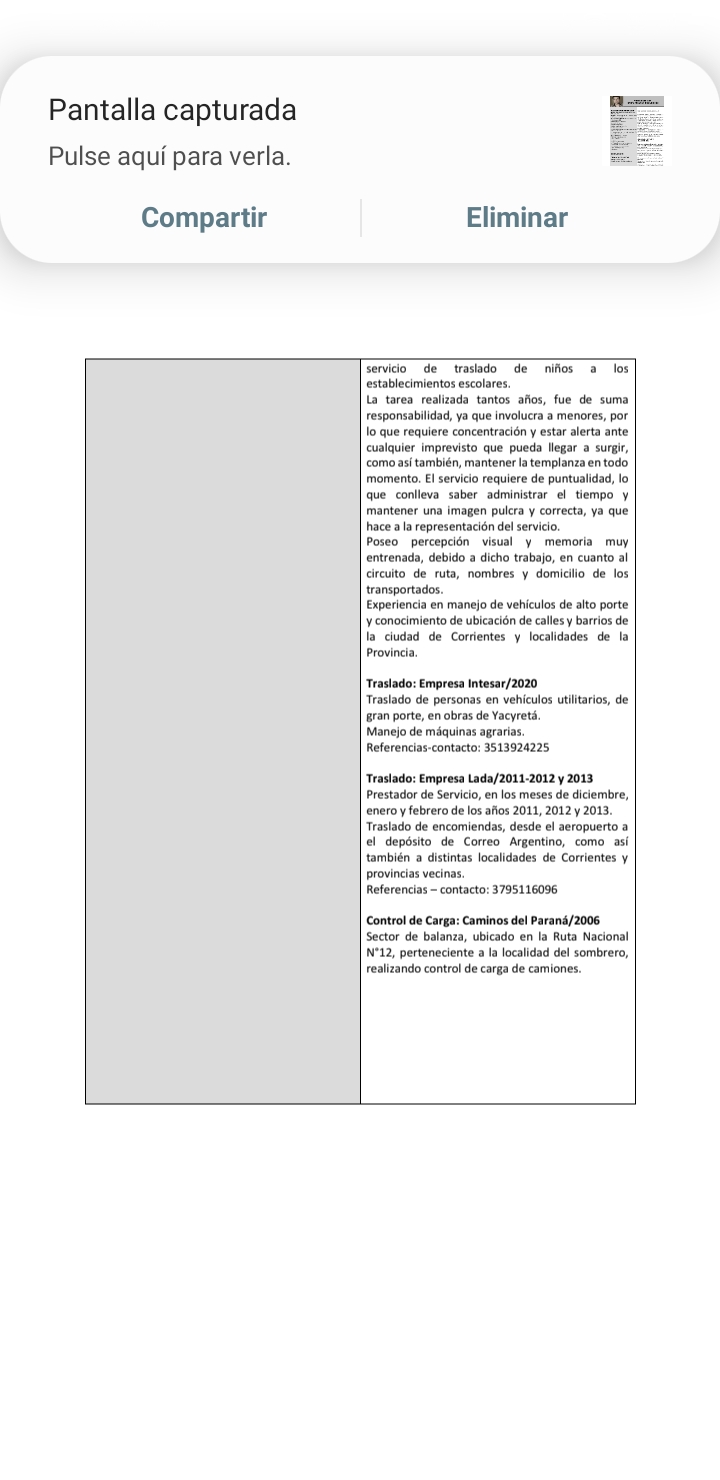 Pantalla capturada
Pulse aquí para verla.
Compartir
Eliminar
servicio de traslado de niños a los
establecimientos escolares.
La tarea realizada tantos años, fue de suma
responsabilidad, ya que involucra a menores, por
lo que requiere concentración y estar alerta ante
cualquier imprevisto que pueda llegar a surgir,
como así también, mantener la templanza en todo
momento. El servicio requiere de puntualidad, lo
que conlleva saber administrar el tiempo y
mantener una imagen pulcra y correcta, ya que
hace a la representación del servicio.
Poseo percepción visual y memoria muy
entrenada, debido a dicho trabajo, en cuanto al
circuito de ruta, nombres y domicilio de los
transportados.
Experiencia en manejo de vehículos de alto porte
y conocimiento de ubicación de calles y barrios de
la ciudad de Corrientes y localidades de la
Provincia.
Traslado: Empresa Intesar/2020
Traslado de personas en vehículos utilitarios, de
gran porte, en obras de Yacyretá.
Manejo de máquinas agrarias.
Referencias-contacto: 3513924225
Traslado: Empresa Lada/2011-2012 y 2013
Prestador de Servicio, en los meses de diciembre,
enero y febrero de los años 2011, 2012 y 2013.
Traslado de encomiendas, desde el aeropuerto a
el depósito de Correo Argentino, como así
también a distintas localidades de Corrientes y
provincias vecinas.
Referencias – contacto: 3795116096
Control de Carga: Caminos del Paraná/2006
Sector de balanza, ubicado en la Ruta Nacional
N°12, perteneciente a la localidad del sombrero,
realizando control de carga de camiones.